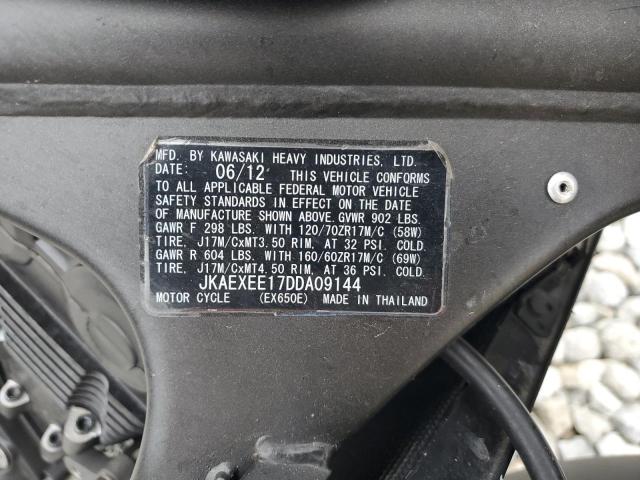 MFD. BY KAWASAKI HEAVY INDUSTRIES, LTD.
DATE: 06/12 THIS VEHICLE CONFORMS
TO ALL APPLICABLE FEDERAL MOTOR VEHICLE
SAFETY STANDARDS IN EFFECT ON THE DATE
OF MANUFACTURE SHOWN ABOVE. GVWR 902 LBS.
GAWR F 298 LBS. WITH 120/70ZR17M/C (58W)
TIRE, J17M/CxMT3.50 RIM, AT 32 PSI. COLD.
GAWR R 604 LBS. WITH 160/60ZR17M/C (69W)
TIRE, J17M/CxMT4.50 RIM, AT 36 PSI. COLD.
JKAEXEE17DDA09144
MOTOR CYCLE (EX650E) MADE IN THAILAND